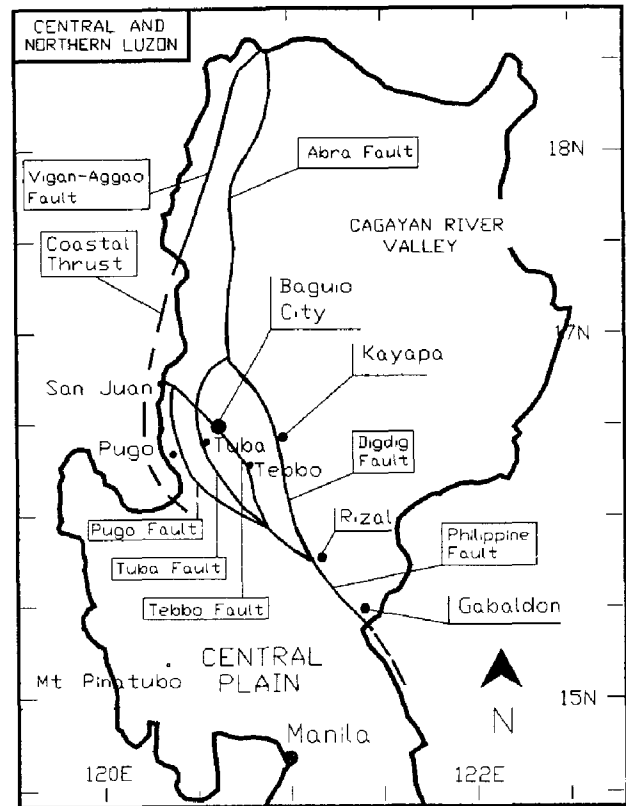 CENTRAL AND
NORTHERN LUZON
18N
Abra Fault
Vigan-Aggao
Fault
CAGAYAN RIVER
VALLEY
Coastal
Thrust
Baguio
City
17N
Kayapa
San Juan
Tuba
Digdig
Fault
Pugo
Tebbo
Rizal
Pugo Fault
Philippine
Fault
Tuba Fault
Tebbo Fault
Gabaldon
CENTRAL
PLAIN
Mt Pinatubo
15N
N
Manila
120E
122E